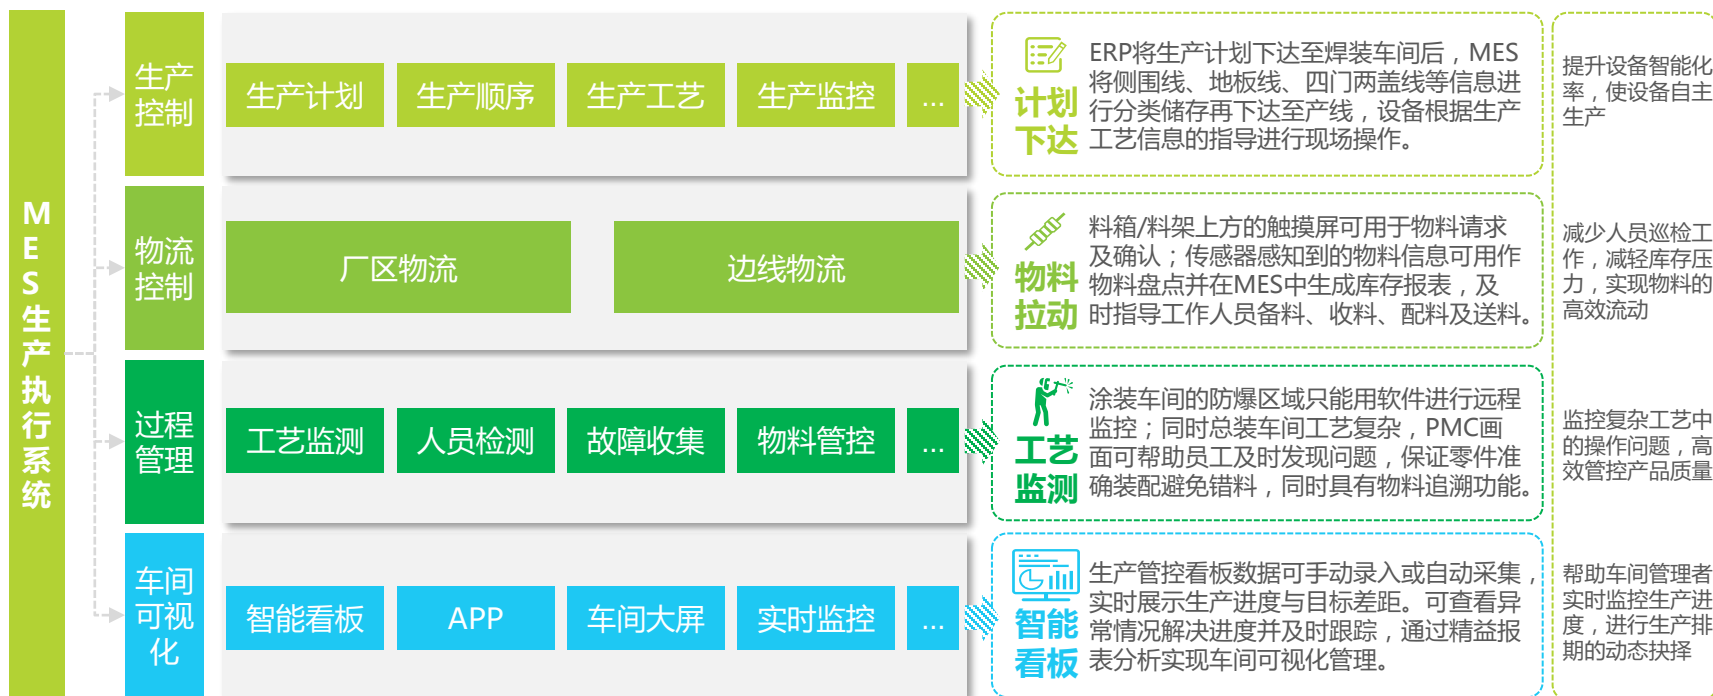 MES生产执行系统
生产
控制
生产计划
生产顺序
生产工艺
生产监控
...
计划
下达
ERP将生产计划下达至焊装车间后，MES
将侧围线、地板线、四门两盖线等信息进
行分类储存再下达至产线，设备根据生产
工艺信息的指导进行现场操作。
提升设备智能化
率，使设备自主
生产
物流
控制
厂区物流
边线物流
物料
拉动
料箱/料架上方的触摸屏可用于物料请求
及确认；传感器感知到的物料信息可用作
物料盘点并在MES中生成库存报表，及
时指导工作人员备料、收料、配料及送料。
减少人员巡检工
作，减轻库存压
力，实现物料的
高效流动
过程
管理
工艺监测
人员检测
故障收集
物料管控
...
工艺
监测
涂装车间的防爆区域只能用软件进行远程
监控；同时总装车间工艺复杂，PMC画
面可帮助员工及时发现问题，保证零件准
确装配避免错料，同时具有物料追溯功能。
监控复杂工艺中
的操作问题，高
效管控产品质量
车间
可视
化
智能看板
APP
车间大屏
实时监控
...
智能
看板
生产管控看板数据可手动录入或自动采集，
实时展示生产进度与目标差距。可查看异
常情况解决进度并及时跟踪，通过精益报
表分析实现车间可视化管理。
帮助车间管理者
实时监控生产进
度，进行生产排
期的动态抉择